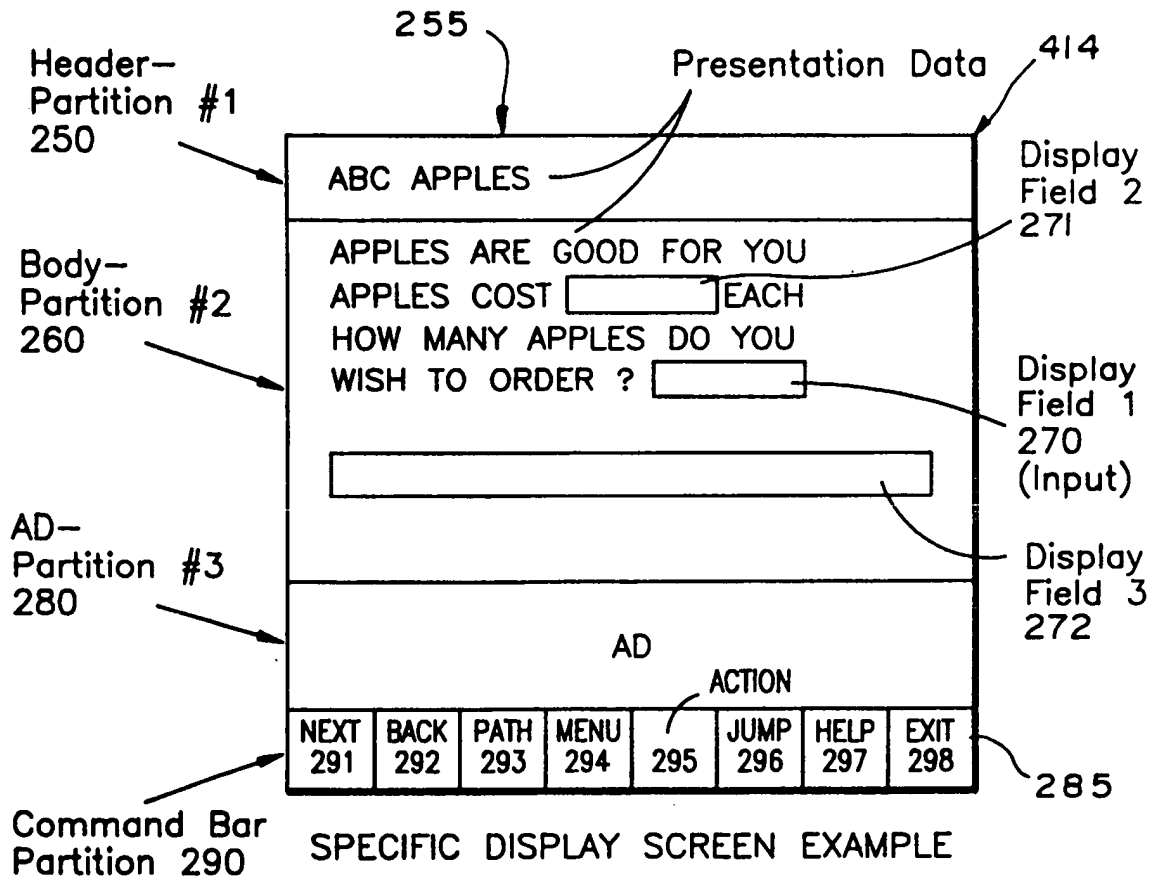 255
414
Header–
Partition #1
250
Presentation Data
ABC APPLES
Display
Field 2
271
Body–
Partition #2
260
APPLES ARE GOOD FOR YOU
APPLES COST EACH
HOW MANY APPLES DO YOU
WISH TO ORDER ?
Display
Field 1
270
(Input)
AD–
Partition #3
280
Display
Field 3
272
AD
ACTION
NEXT BACK PATH MENU JUMP HELP EXIT
291 292 293 294 295 296 297 298
285
Command Bar
Partition 290
SPECIFIC DISPLAY SCREEN EXAMPLE